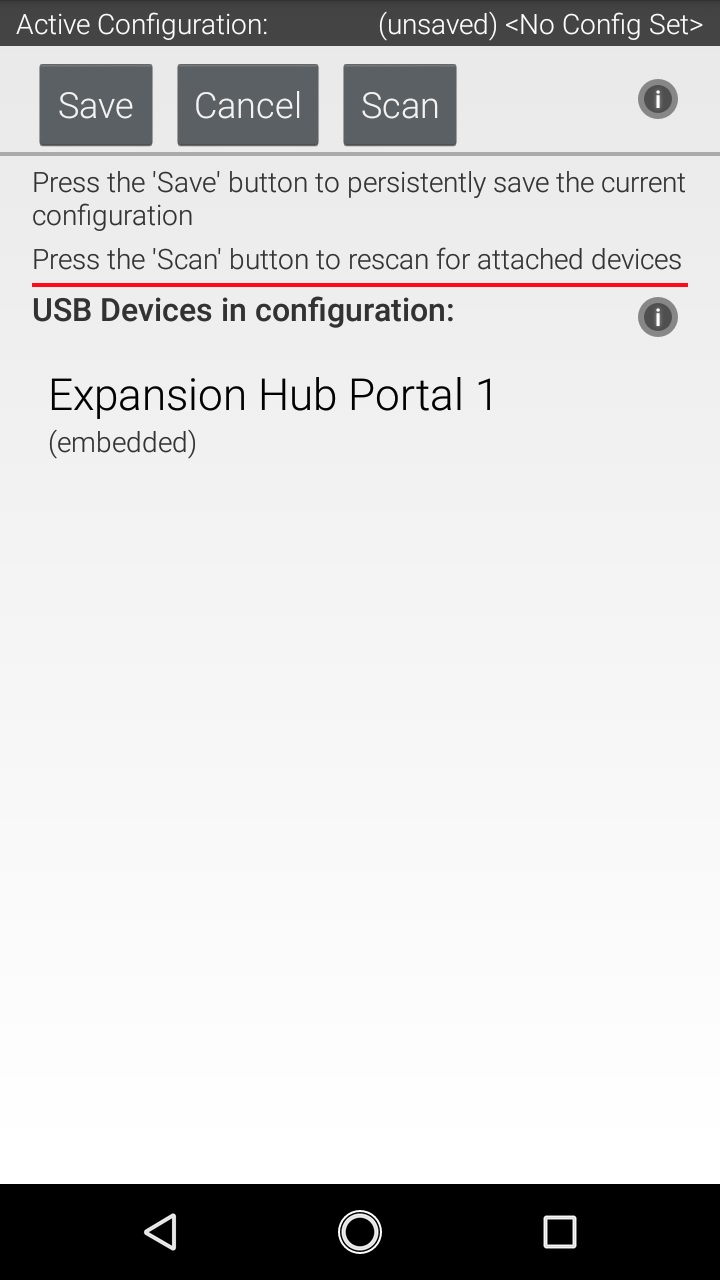 Active Configuration: (unsaved) <No Config Set>
Save Cancel Scan
Press the 'Save' button to persistently save the current
configuration
Press the 'Scan' button to rescan for attached devices
USB Devices in configuration:
Expansion Hub Portal 1
(embedded)